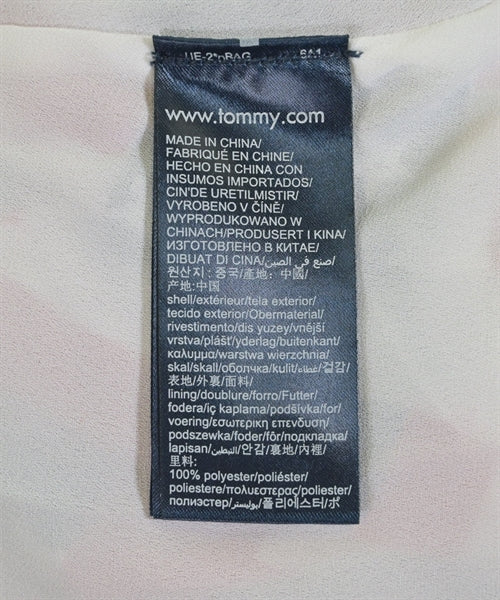 www.tommy.com
MADE IN CHINA/
FABRIQUÉ EN CHINE/
HECHO EN CHINA CON
INSUMOS IMPORTADOS/
CIN'DE URETILMISTIR/
VYROBENO V ČÍNĚ/
WYPRODUKOWANO W
CHINACH/PRODUSERT I KINA/
ИЗГОТОВЛЕНО В КИТАЕ/
DIBUAT DI CINA/صنع في الصين/
원산지 : 중국/產地 : 中國/
产地:中国
shell/extérieur/tela exterior/
tecido exterior/Obermaterial/
rivestimento/dis yuzey/vnější
vrstva/plášť/yderlag/buitenkant/
καλυμμα/warstwa wierzchnia/
skal/skall/оболочка/kulit/غطاء/겉감/
表地/外裏/面料/
lining/doublure/forro/Futter/
fodera/iç kaplama/podšívka/for/
voering/εσωτερικη επενδυση/
podszewka/foder/fôr/подкладка/
lapisan/التبطين/안감/裏地/內裡/
里料:
100% polyester/poliéster/
poliestere/πολυεστερας/poliester/
полиэстер/بوليستر/폴리에스터/ポ